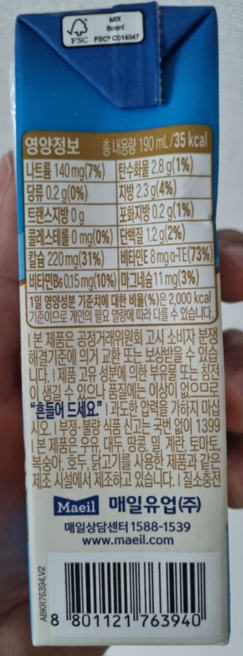 FSC
MIX
Board
FSC® C014047
영양정보 총 내용량 190 mL/35 kcal
나트륨 140 mg(7%) 탄수화물 2.8 g(1%)
당류 0.2 g(0%) 지방 2.3 g(4%)
트랜스지방 0 g 포화지방 0.2 g(1%)
콜레스테롤 0 mg(0%) 단백질 1.2 g(2%)
칼슘 220 mg(31%) 비타민E 8 mg α-TE(73%)
비타민B6 0.15 mg(10%) 마그네슘 11 mg(3%)
1일 영양성분 기준치에 대한 비율(%)은 2,000 kcal
기준이므로 개인의 필요 열량에 따라 다를 수 있습니다.
| 본 제품은 공정거래위원회 고시 소비자 분쟁
해결기준에 의거 교환 또는 보상받을 수 있습
니다. | 제품 고유 성분에 의한 부유물 또는 침전
이 생길 수 있으나 품질에는 이상이 없으므로
“흔들어 드세요.” | 과도한 압력을 가하지 마십
시오. | 부정·불량 식품 신고는 국번 없이 1399
| 본 제품은 우유, 대두, 땅콩, 밀, 계란, 토마토,
복숭아, 호두, 닭고기를 사용한 제품과 같은
제조 시설에서 제조하고 있습니다. | 질소충전
Maeil 매일유업(주)
매일상담센터 1588-1539
www.maeil.com
ABKR76394.V2
8 801121 763940